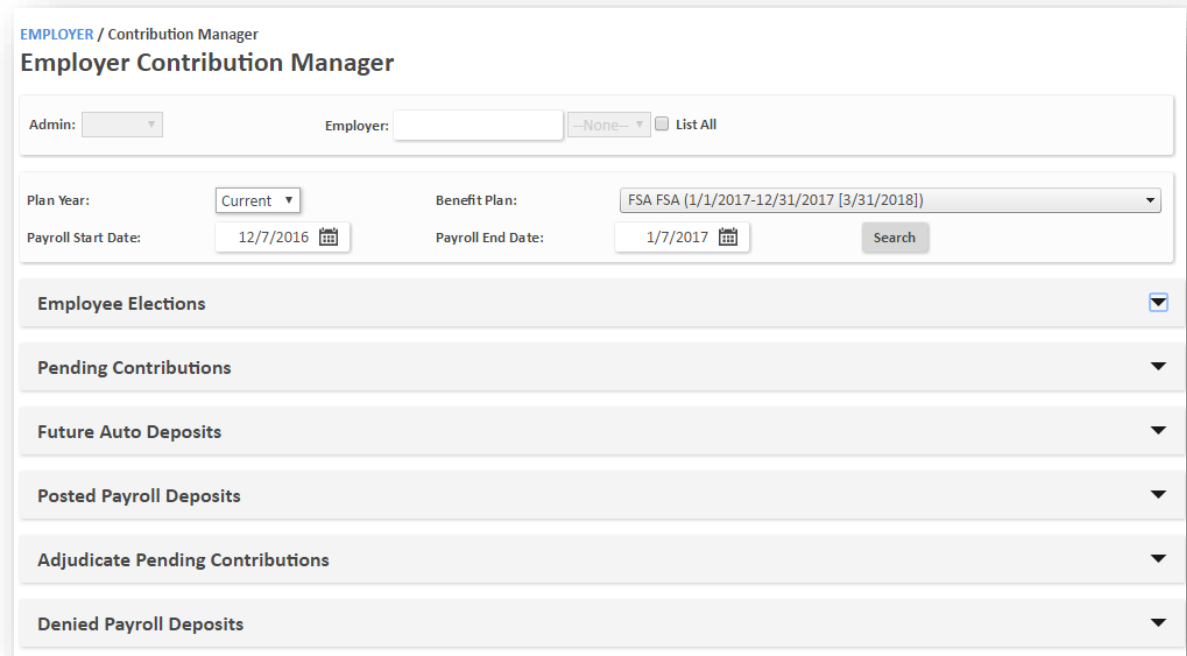 EMPLOYER / Contribution Manager
Employer Contribution Manager
Admin: Employer: --None-- List All
Plan Year: Current Benefit Plan: FSA FSA (1/1/2017-12/31/2017 [3/31/2018])
Payroll Start Date: 12/7/2016 Payroll End Date: 1/7/2017 Search
Employee Elections
Pending Contributions
Future Auto Deposits
Posted Payroll Deposits
Adjudicate Pending Contributions
Denied Payroll Deposits